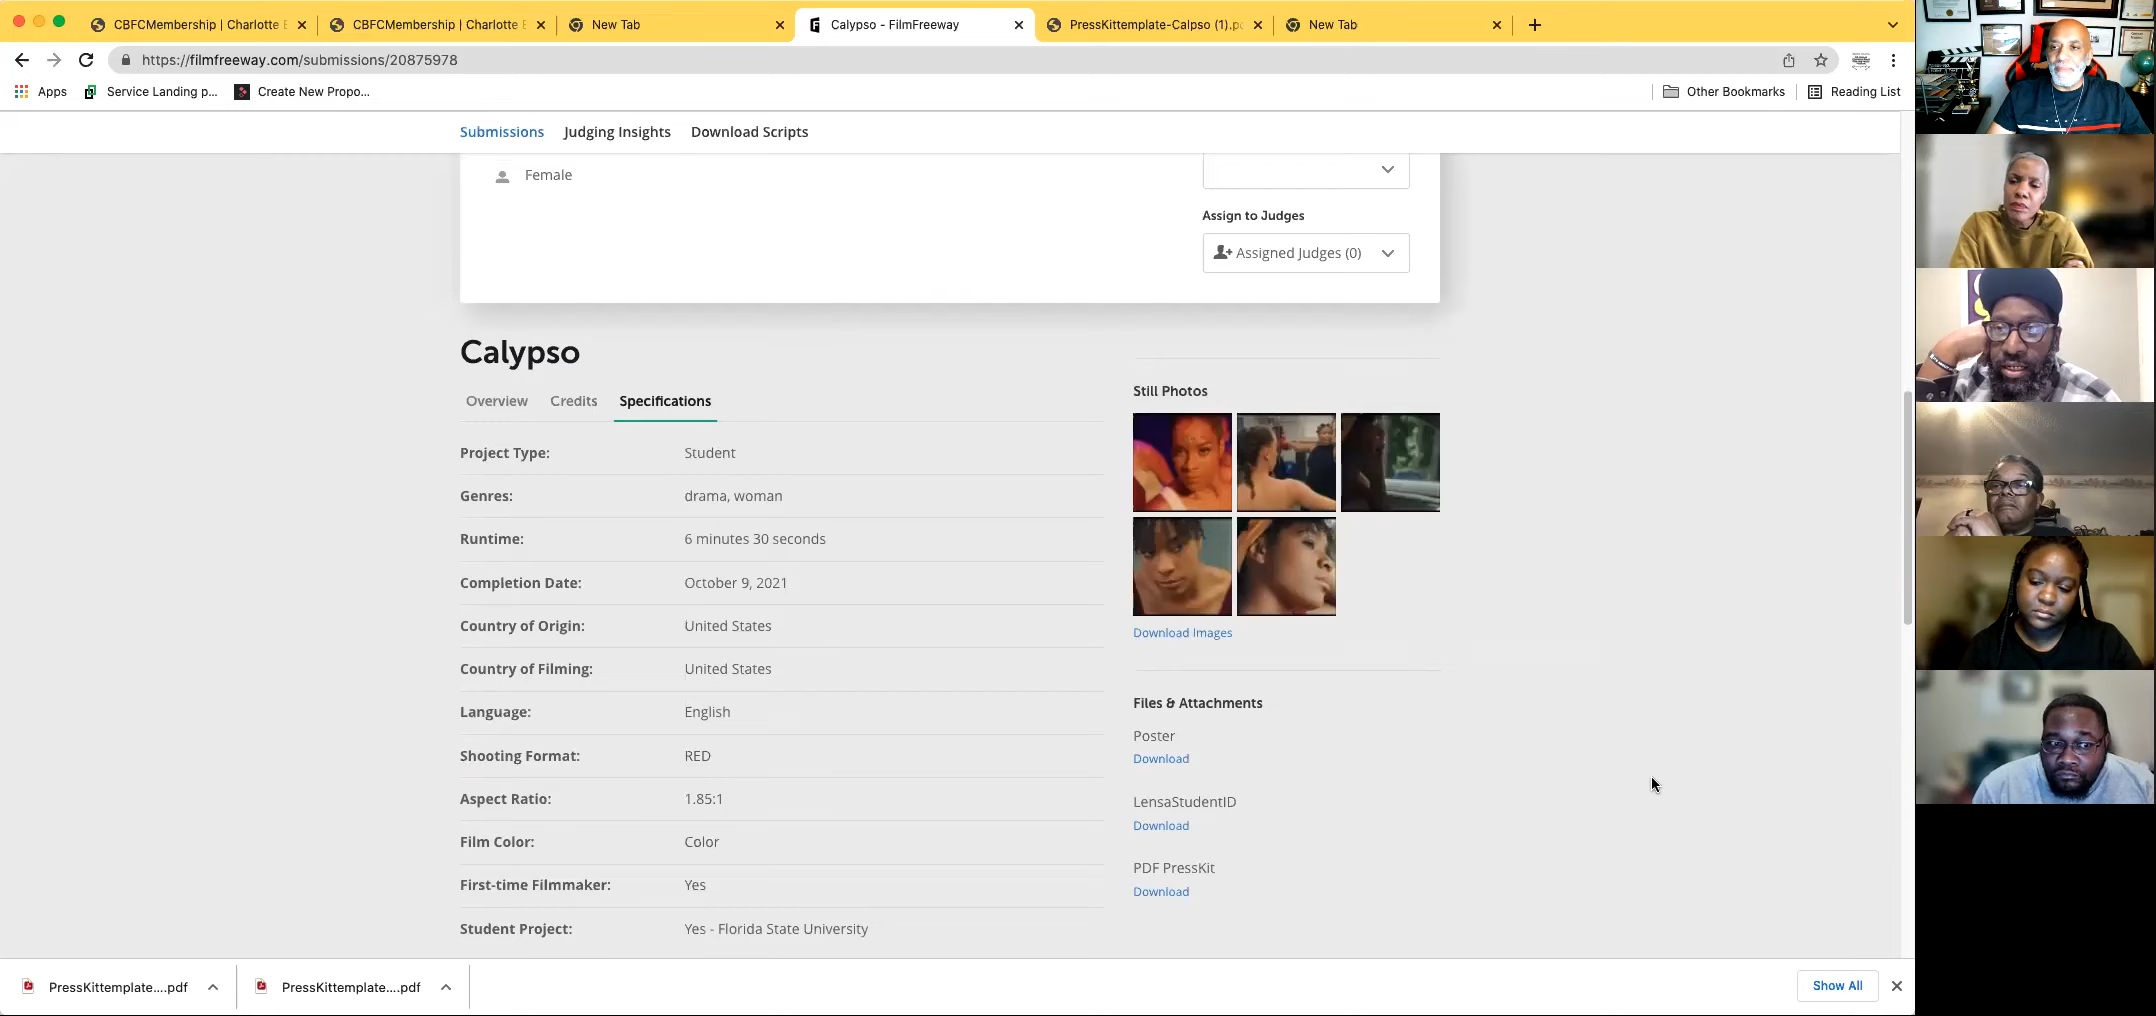 CBFCMembership | Charlotte B
CBFCMembership | Charlotte B
New Tab
Calypso - FilmFreeway
PressKittemplate-Calpso (1).pd
New Tab
https://filmfreeway.com/submissions/20875978
Apps
Service Landing p...
Create New Propo...
Other Bookmarks
Reading List
Submissions
Judging Insights
Download Scripts
Female
Assign to Judges
Assigned Judges (0)
Calypso
Overview
Credits
Specifications
Project Type: Student
Genres: drama, woman
Runtime: 6 minutes 30 seconds
Completion Date: October 9, 2021
Country of Origin: United States
Country of Filming: United States
Language: English
Shooting Format: RED
Aspect Ratio: 1.85:1
Film Color: Color
First-time Filmmaker: Yes
Student Project: Yes - Florida State University
Still Photos
Download Images
Files & Attachments
Poster
Download
LensaStudentID
Download
PDF PressKit
Download
PressKittemplate....pdf
PressKittemplate....pdf
Show All